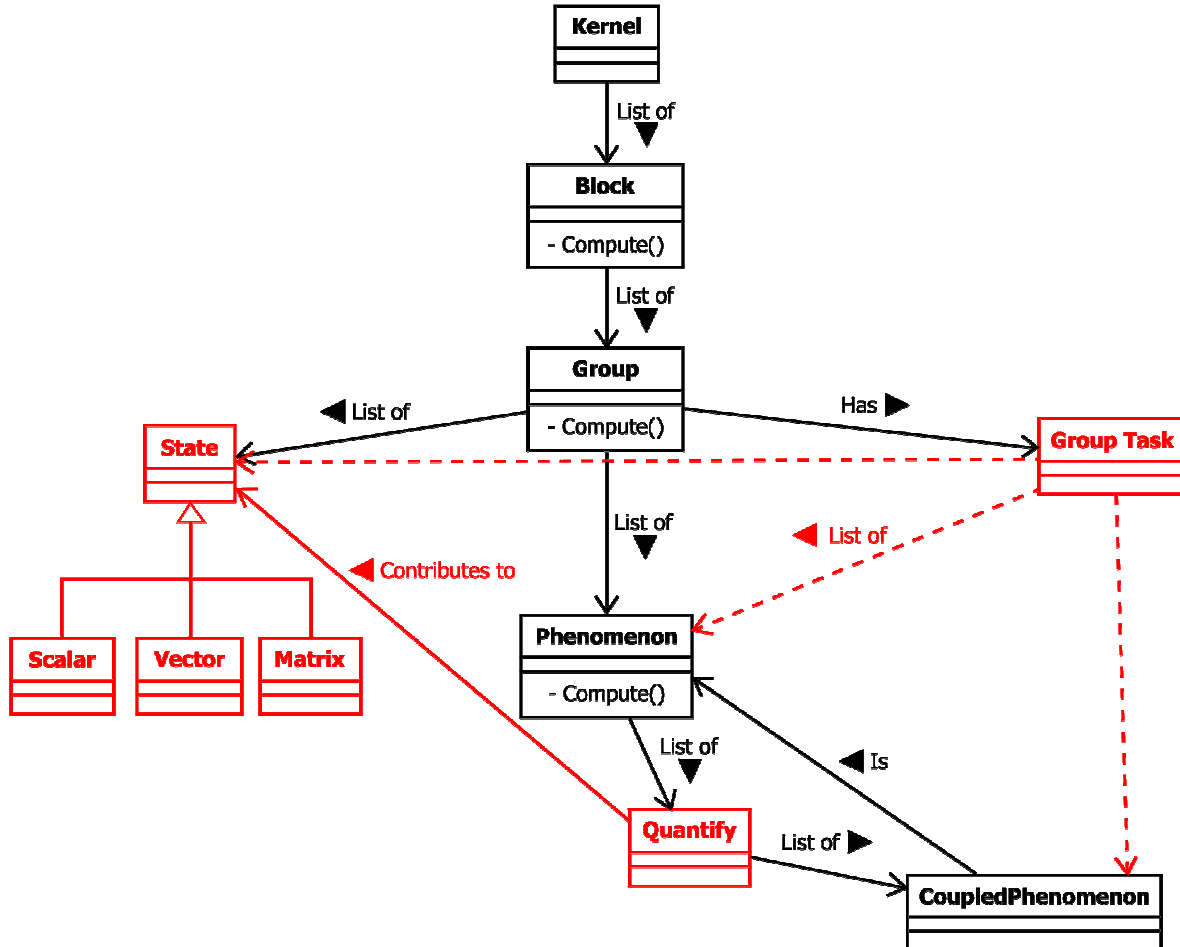 Kernel
List of
Block
- Compute()
List of
Group
- Compute()
List of
Has
State
Group Task
List of
List of
Contributes to
Scalar
Vector
Matrix
Phenomenon
- Compute()
List of
Is
Quantify
List of
CoupledPhenomenon